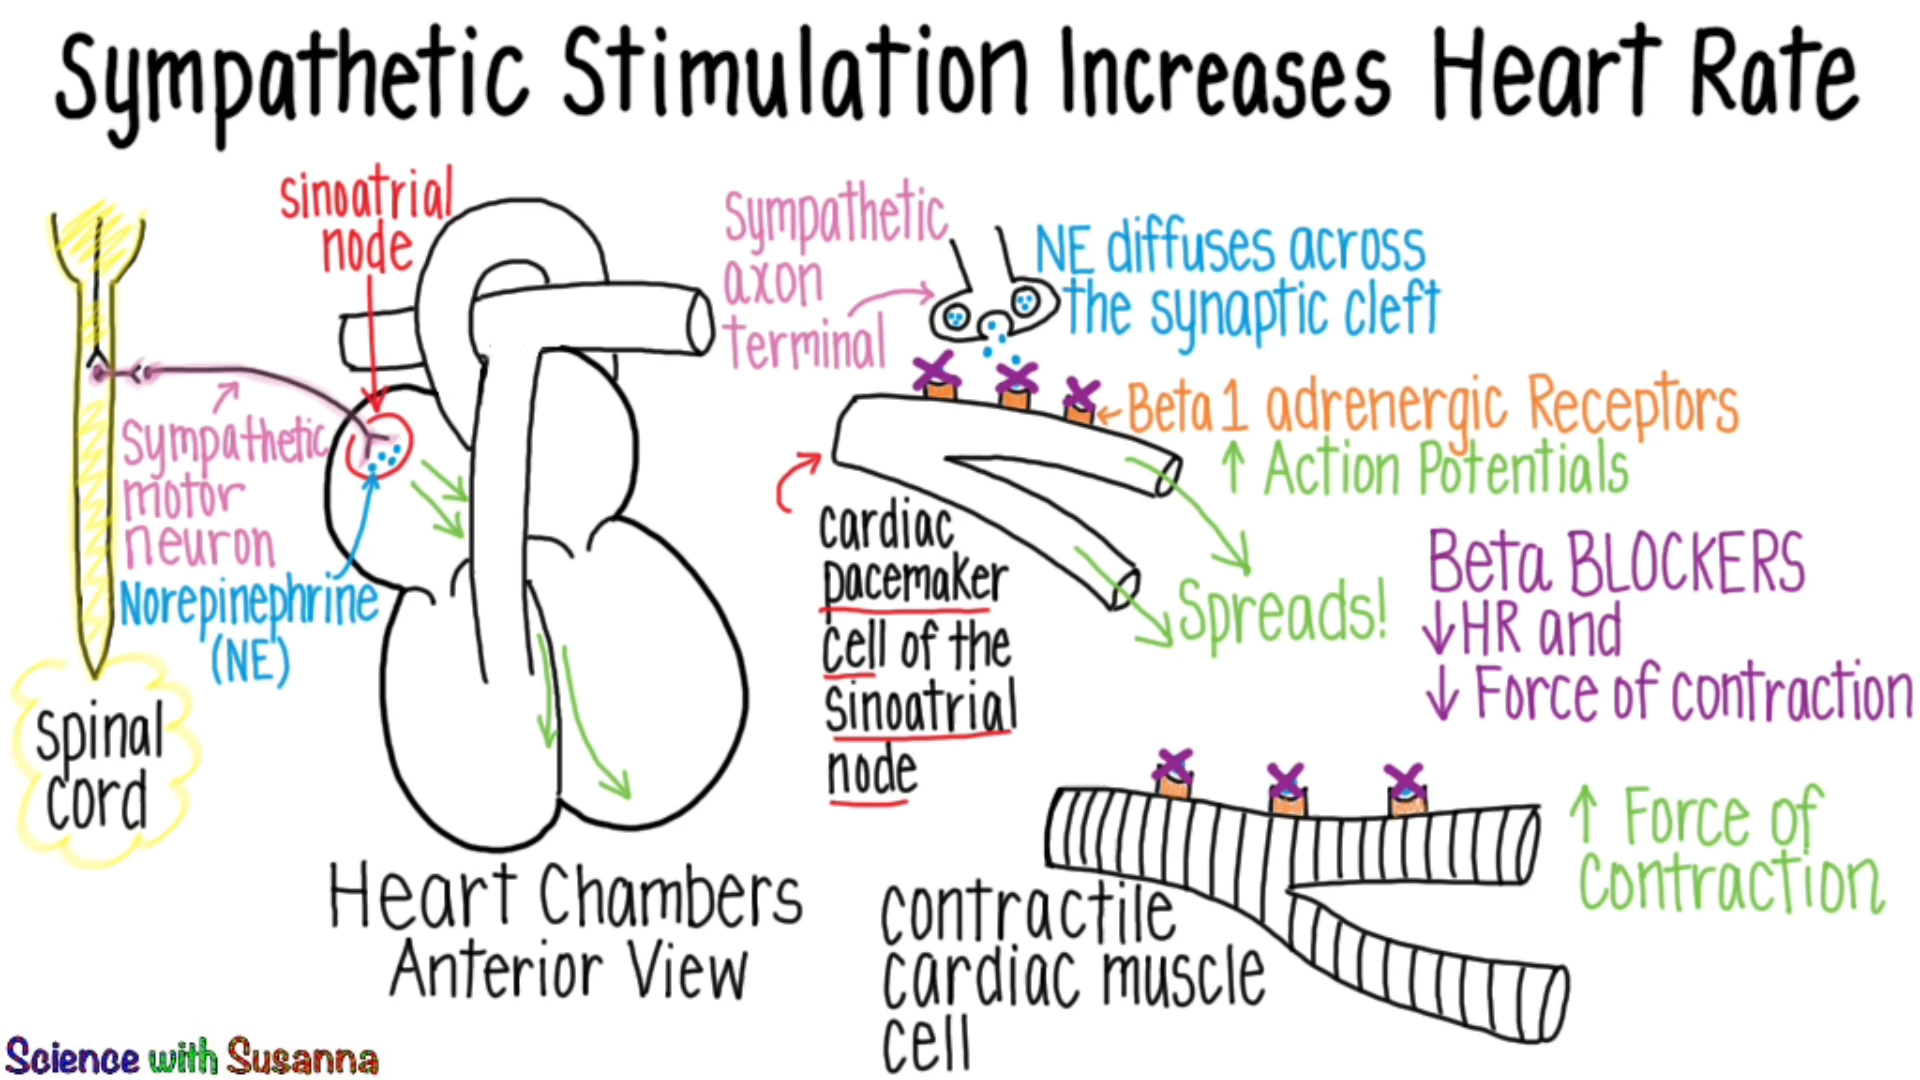 Sympathetic Stimulation Increases Heart Rate
sinoatrial
node
Sympathetic
motor
neuron
Norepinephrine
(NE)
spinal
cord
Heart Chambers
Anterior View
Sympathetic
axon
terminal
NE diffuses across
the synaptic cleft
←Beta 1 adrenergic Receptors
↑ Action Potentials
Spreads!
cardiac
pacemaker
cell of the
sinoatrial
node
Beta BLOCKERS
↓HR and
↓ Force of contraction
↑ Force of
Contraction
contractile
cardiac muscle
cell
Science with Susanna